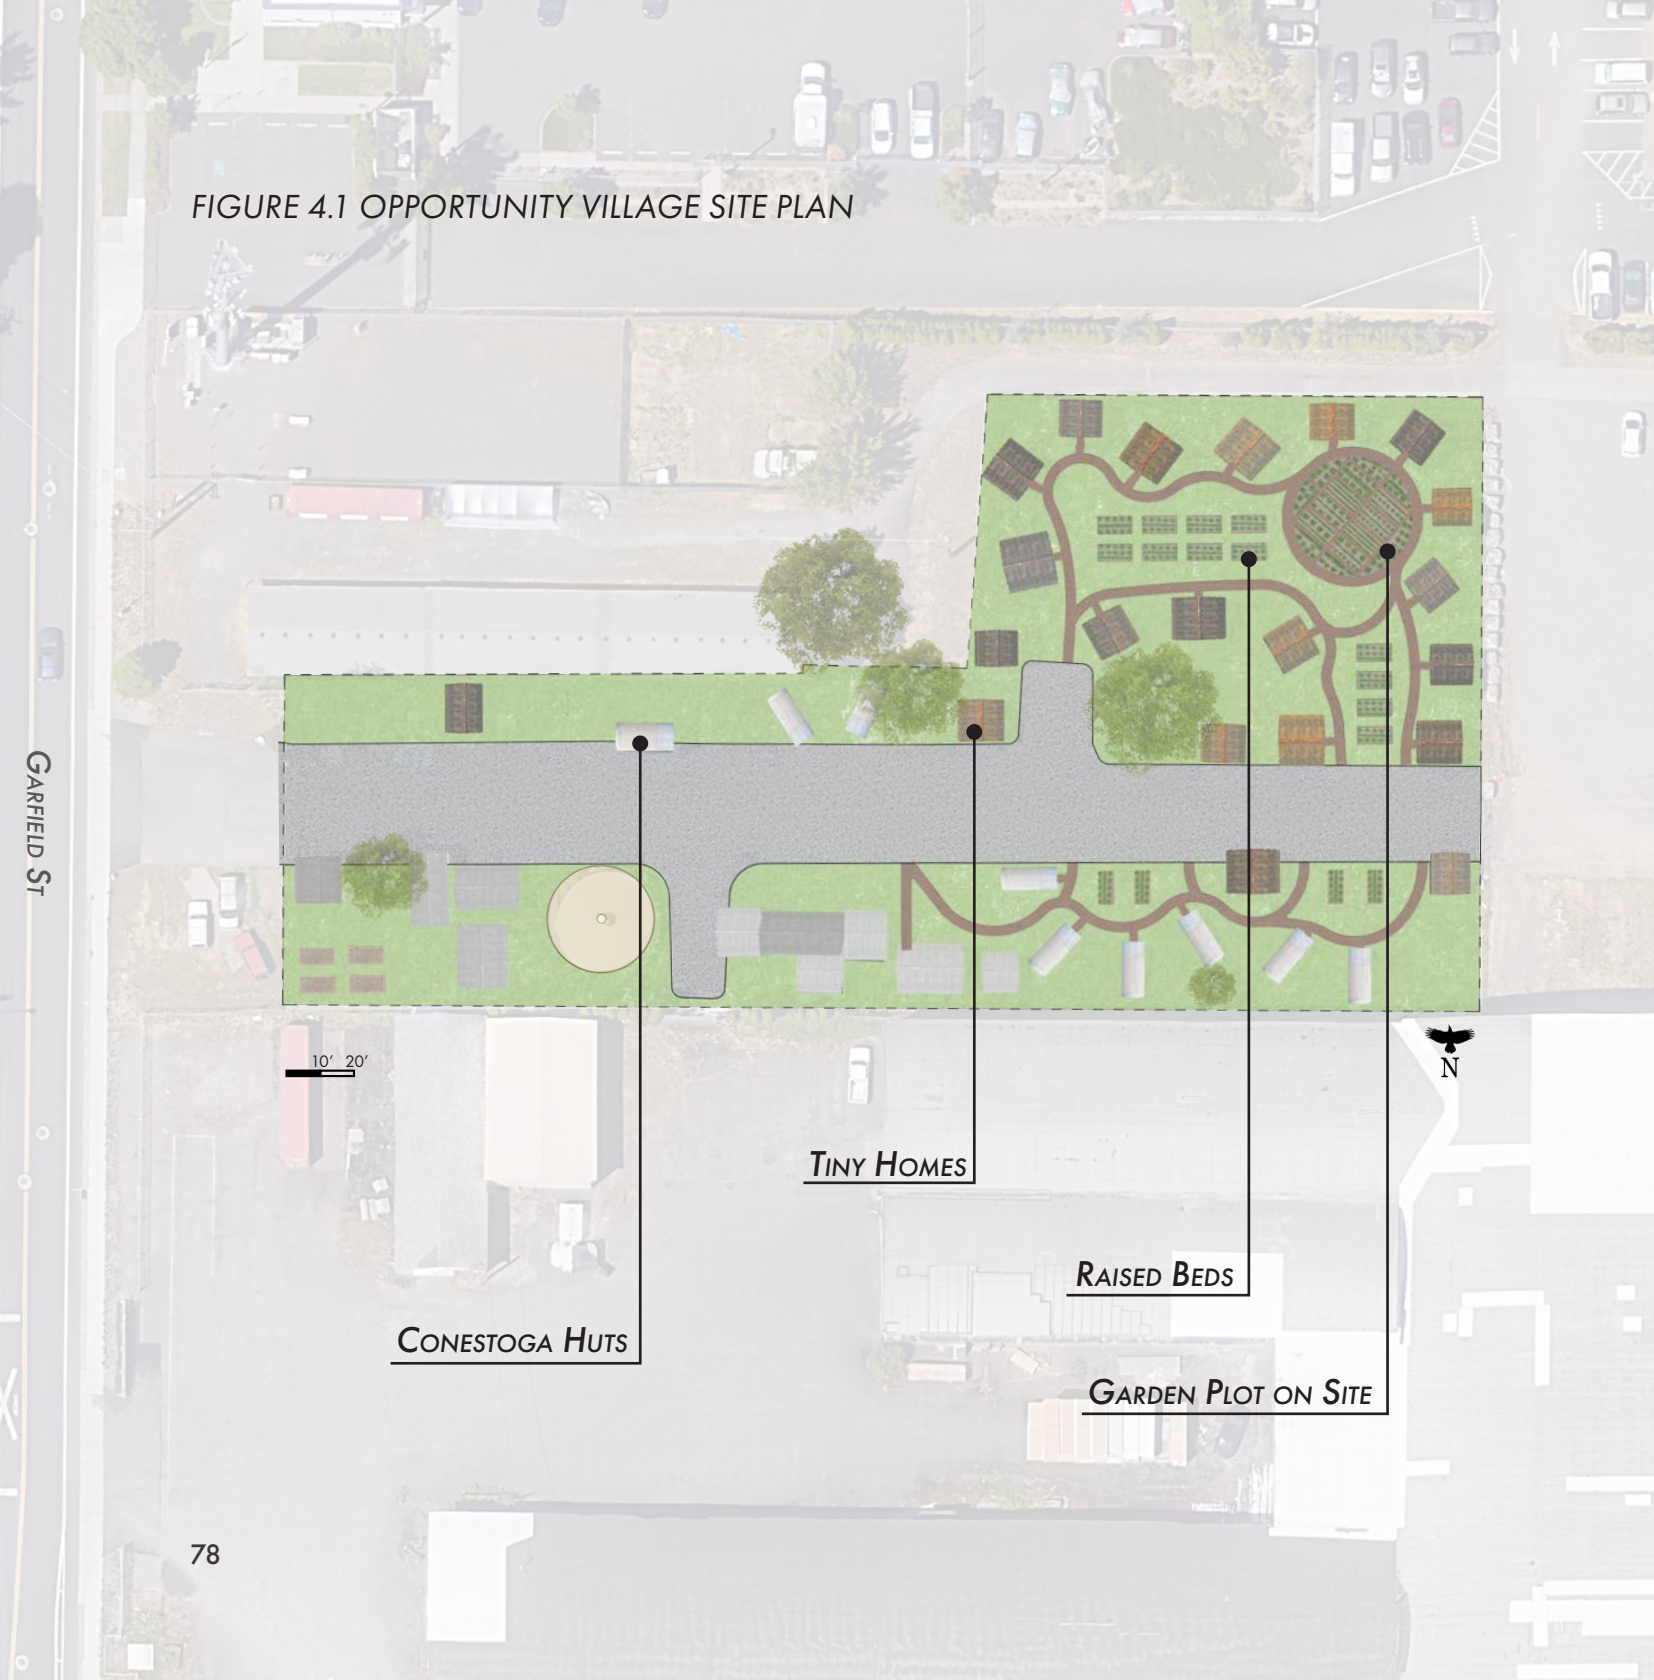 FIGURE 4.1 OPPORTUNITY VILLAGE SITE PLAN
GARFIELD ST
10' 20'
N
TINY HOMES
RAISED BEDS
CONESTOGA HUTS
GARDEN PLOT ON SITE
78